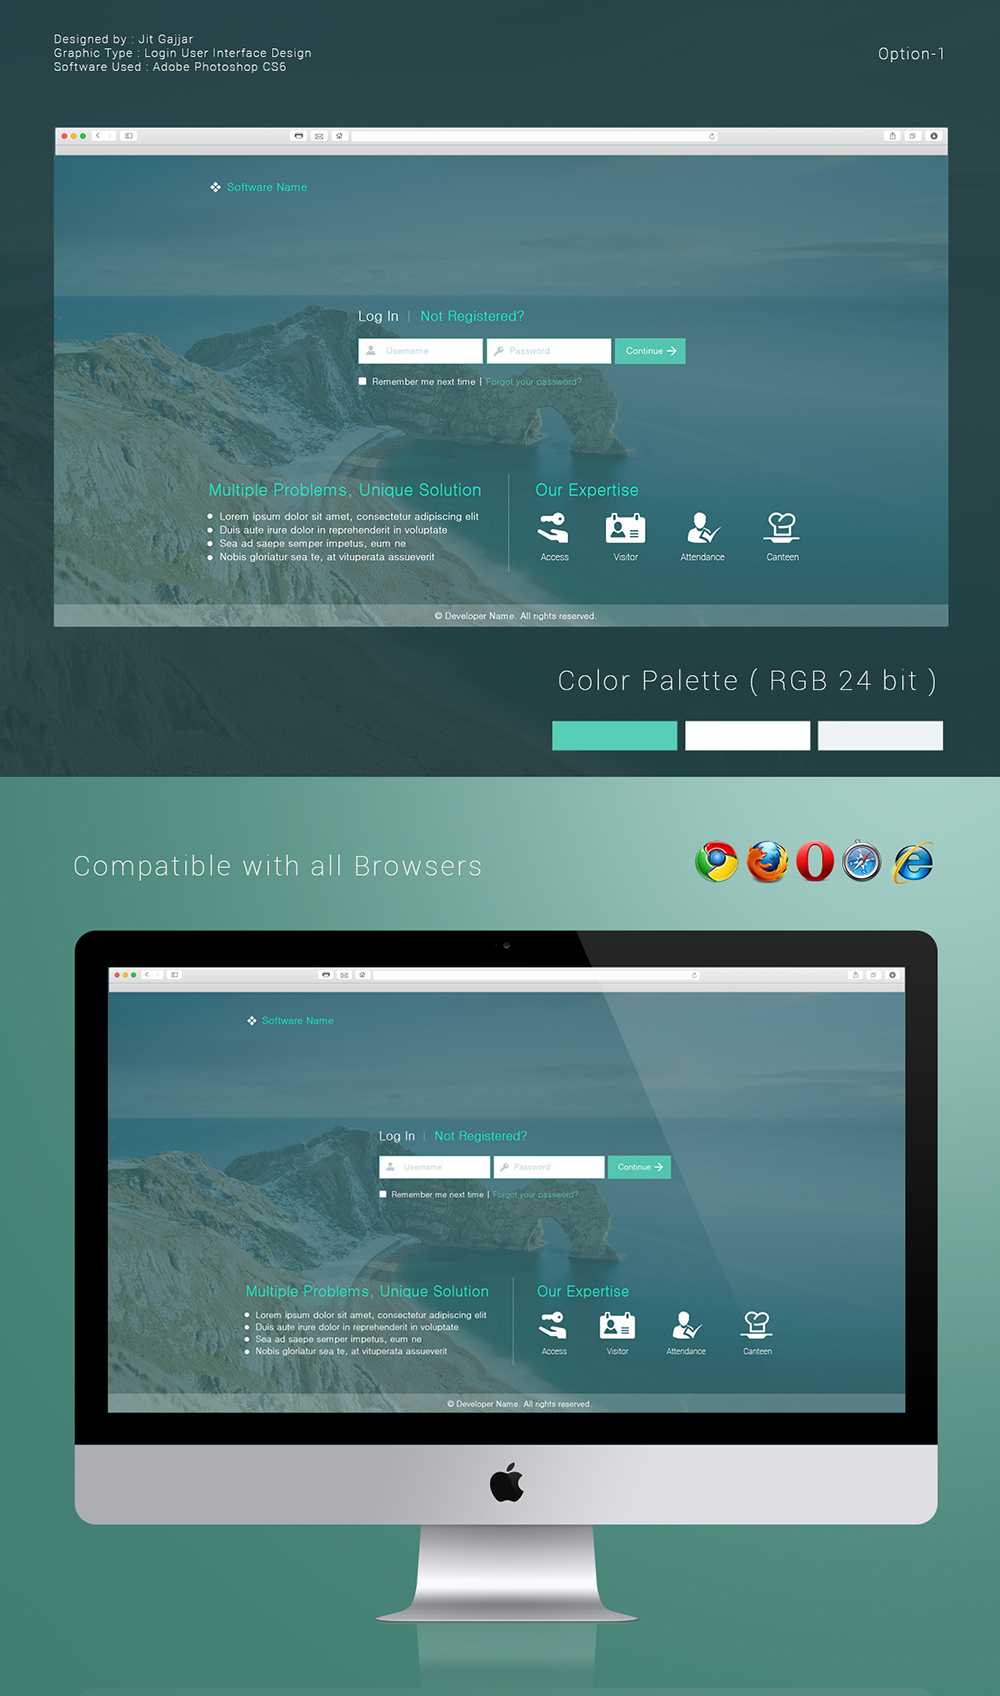 Designed by : Jit Gajjar
Graphic Type : Login User Interface Design
Software Used : Adobe Photoshop CS6
Option-1
Software Name
Log In | Not Registered?
Username
Password
Continue
Remember me next time | Forgot your password?
Multiple Problems, Unique Solution
Lorem ipsum dolor sit amet, consectetur adipiscing elit
Duis aute irure dolor in reprehenderit in voluptate
Sea ad saepe semper impetus, eum ne
Nobis gloriatur sea te, at vituperata assueverit
Our Expertise
Access
Visitor
Attendance
Canteen
© Developer Name. All rights reserved.
Color Palette ( RGB 24 bit )
Compatible with all Browsers
Software Name
Log In | Not Registered?
Username
Password
Continue
Remember me next time | Forgot your password?
Multiple Problems, Unique Solution
Lorem ipsum dolor sit amet, consectetur adipiscing elit
Duis aute irure dolor in reprehenderit in voluptate
Sea ad saepe semper impetus, eum ne
Nobis gloriatur sea te, at vituperata assueverit
Our Expertise
Access
Visitor
Attendance
Canteen
© Developer Name. All rights reserved.